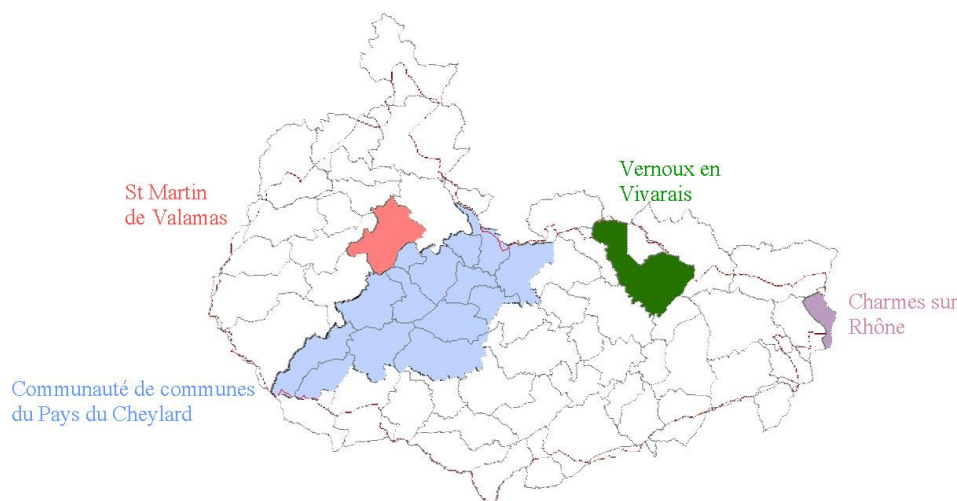 St Martin
de Valamas
Vernoux en
Vivarais
Charmes sur
Rhône
Communauté de communes
du Pays du Cheylard